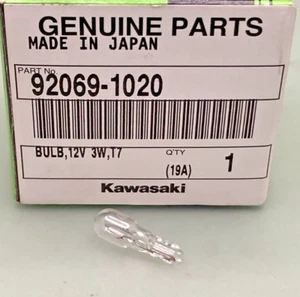 GENUINE PARTS
MADE IN JAPAN
PART No.
92069-1020
BULB,12V 3W,T7
Q'TY
(19A)
1
Kawasaki